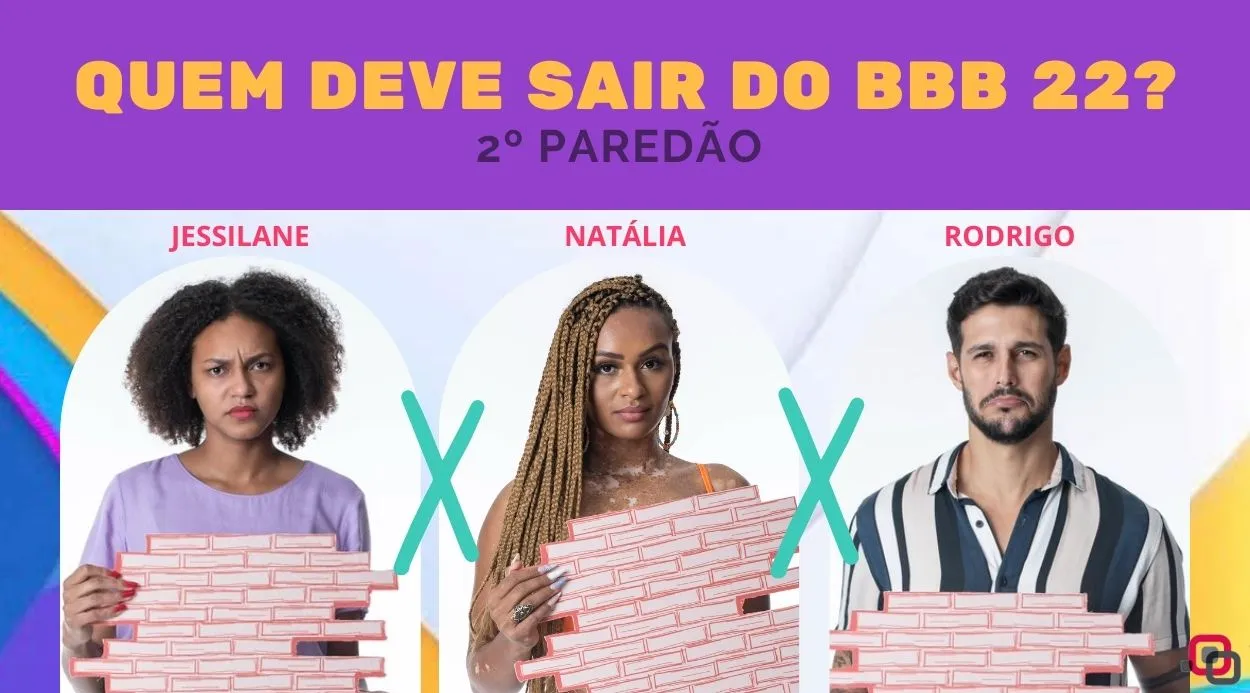 QUEM DEVE SAIR DO BBB 22?
2º PAREDÃO
JESSILANE
NATÁLIA
RODRIGO
X X